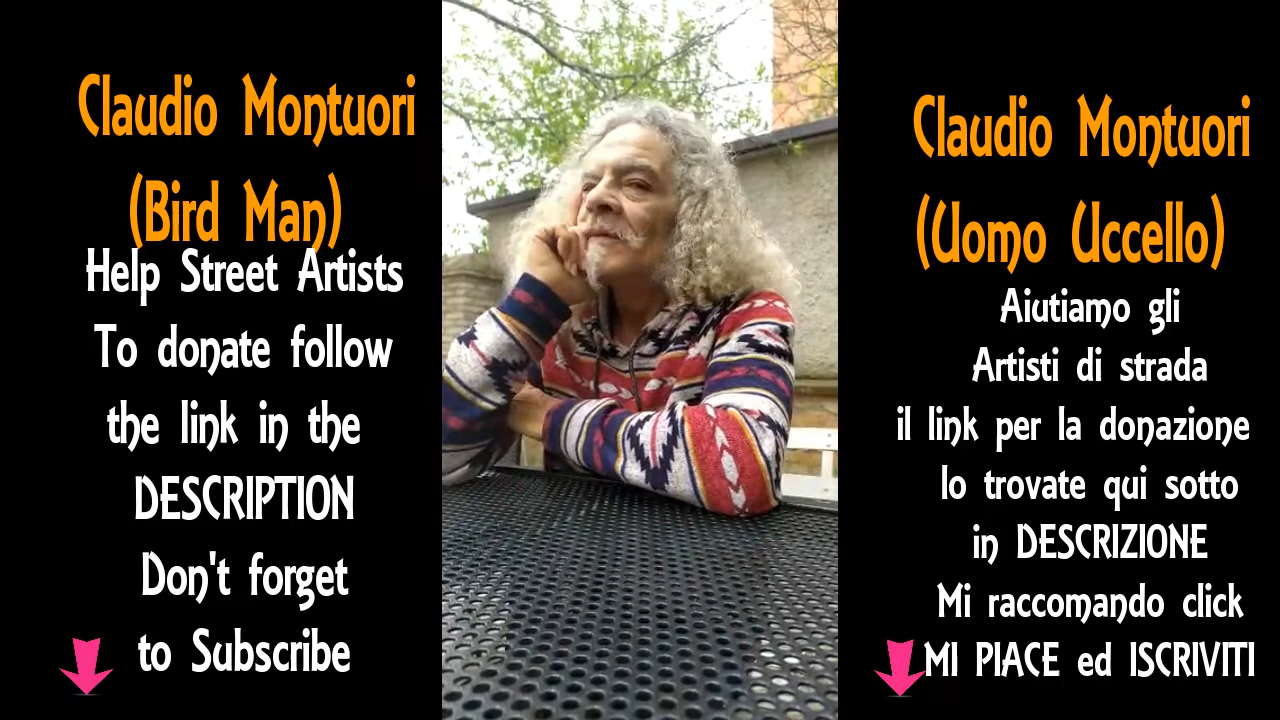 Claudio Montuori
(Bird Man)
Help Street Artists
To donate follow
the link in the
DESCRIPTION
Don't forget
to Subscribe
Claudio Montuori
(Uomo Uccello)
Aiutiamo gli
Artisti di strada
il link per la donazione
lo trovate qui sotto
in DESCRIZIONE
Mi raccomando click
MI PIACE ed ISCRIVITI